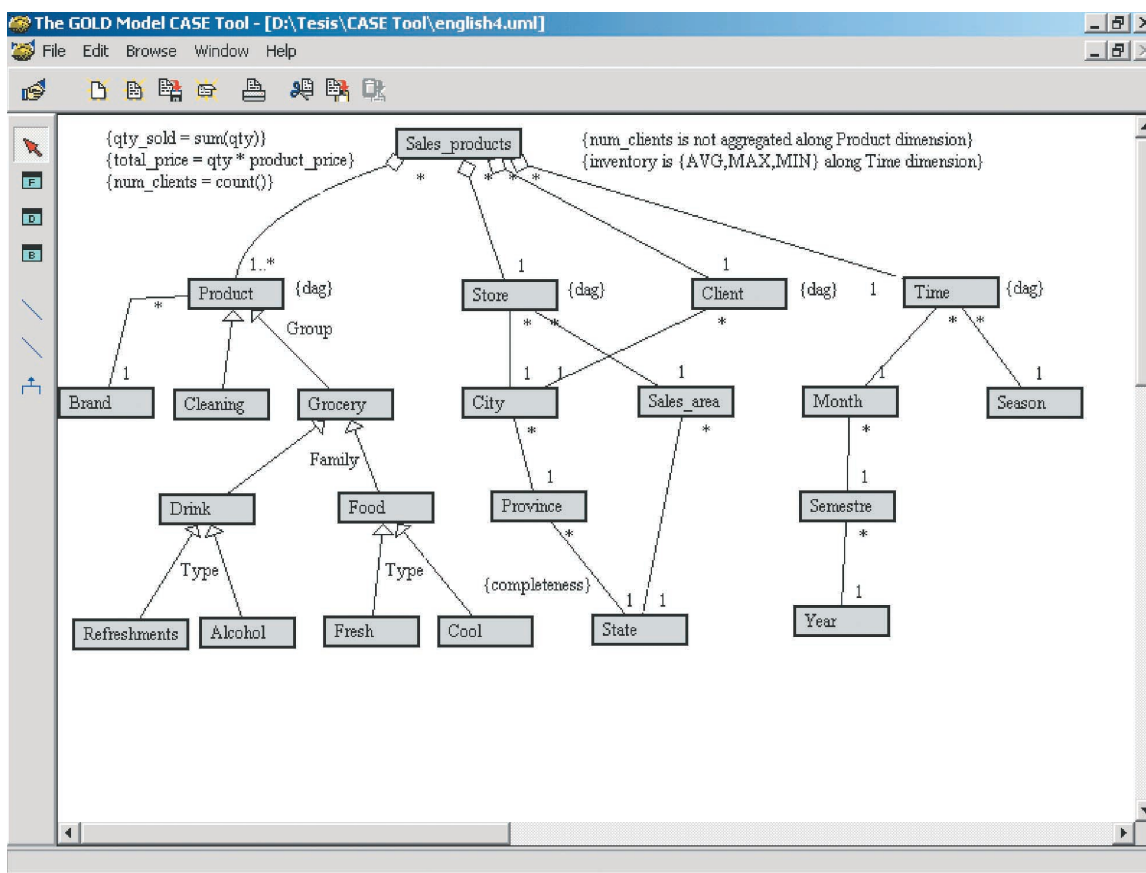 The GOLD Model CASE Tool - [D:\Tesis\CASE Tool\english4.uml]
File Edit Browse Window Help
{qty_sold = sum(qty)}
{total_price = qty * product_price}
{num_clients = count()}
Sales_products
{num_clients is not aggregated along Product dimension}
{inventory is {AVG,MAX,MIN} along Time dimension}
* * * * *
F
D
B
1..* 1 1
Product {dag} Store {dag} Client {dag} 1 Time {dag}
* * * * * *
Group
1 1 1 1 1 1
Brand Cleaning Grocery City Sales_area Month Season
* * *
Family
1 1
Drink Food Province Semestre
* *
Type Type {completeness}
1 1 1
Refreshments Alcohol Fresh Cool State Year